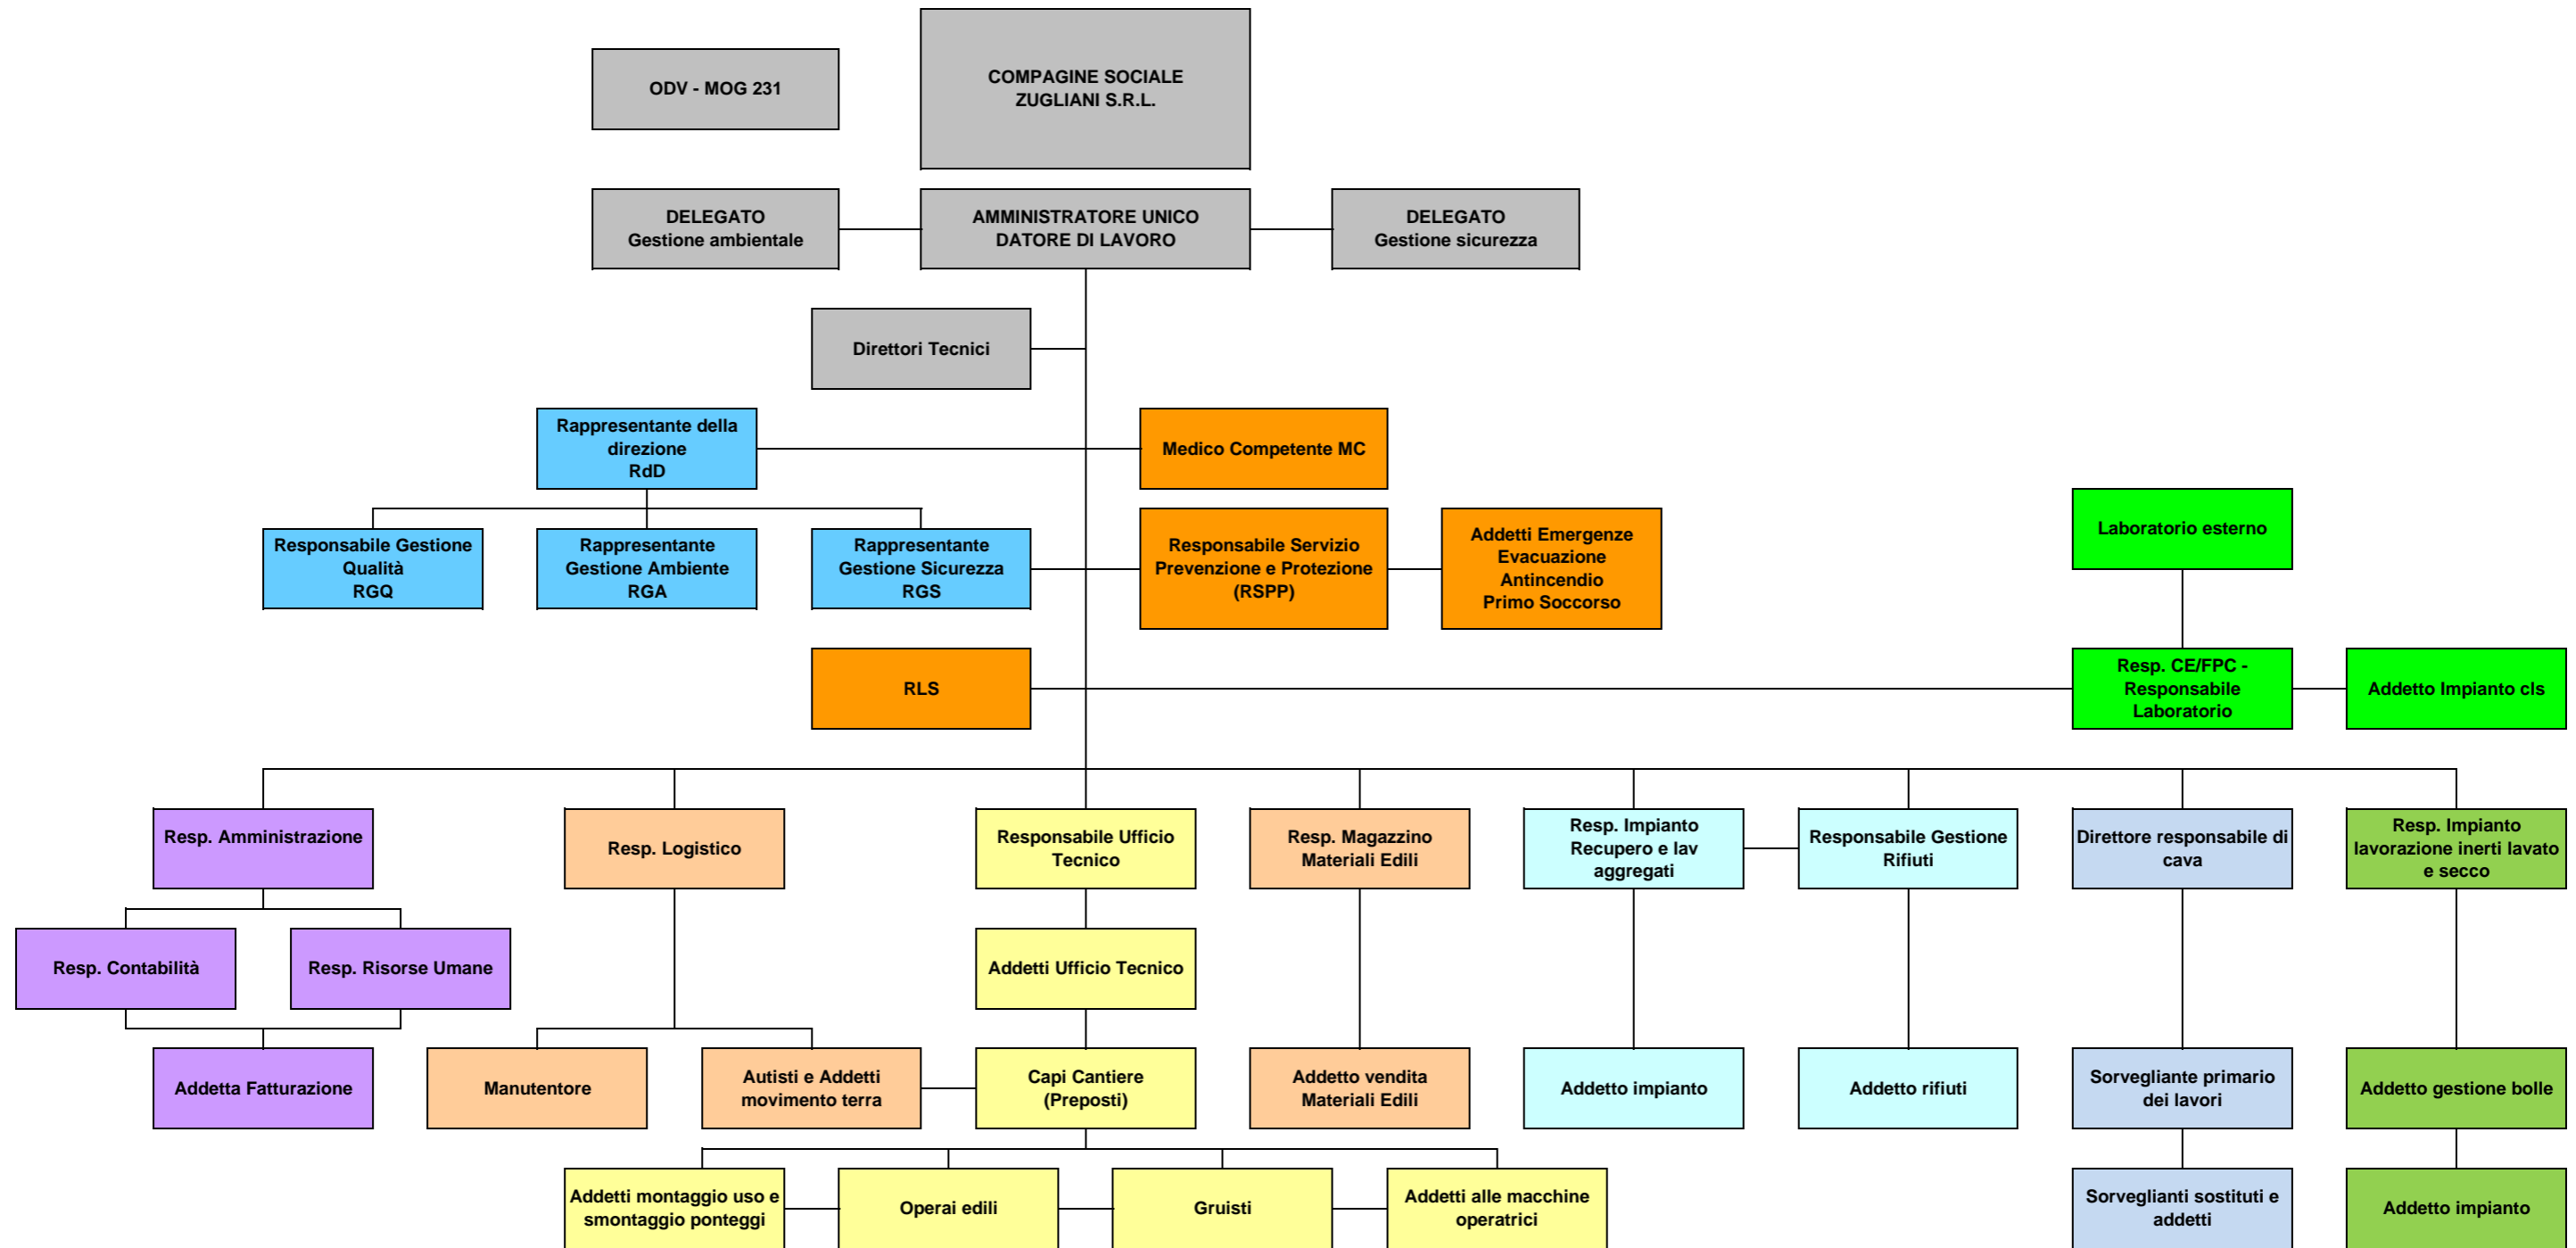 ODV - MOG 231
COMPAGINE SOCIALE
ZUGLIANI S.R.L.
DELEGATO
Gestione ambientale
AMMINISTRATORE UNICO
DATORE DI LAVORO
DELEGATO
Gestione sicurezza
Direttori Tecnici
Rappresentante della
direzione
RdD
Medico Competente MC
Responsabile Gestione
Qualità
RGQ
Rappresentante
Gestione Ambiente
RGA
Rappresentante
Gestione Sicurezza
RGS
Responsabile Servizio
Prevenzione e Protezione
(RSPP)
Addetti Emergenze
Evacuazione
Antincendio
Primo Soccorso
Laboratorio esterno
RLS
Resp. CE/FPC -
Responsabile
Laboratorio
Addetto Impianto cls
Resp. Amministrazione
Resp. Logistico
Responsabile Ufficio
Tecnico
Resp. Magazzino
Materiali Edili
Resp. Impianto
Recupero e lav
aggregati
Responsabile Gestione
Rifiuti
Direttore responsabile di
cava
Resp. Impianto
lavorazione inerti lavato
e secco
Resp. Contabilità
Resp. Risorse Umane
Addetti Ufficio Tecnico
Addetta Fatturazione
Manutentore
Autisti e Addetti
movimento terra
Capi Cantiere
(Preposti)
Addetto vendita
Materiali Edili
Addetto impianto
Addetto rifiuti
Sorvegliante primario
dei lavori
Addetto gestione bolle
Addetti montaggio uso e
smontaggio ponteggi
Operai edili
Gruisti
Addetti alle macchine
operatrici
Sorveglianti sostituti e
addetti
Addetto impianto